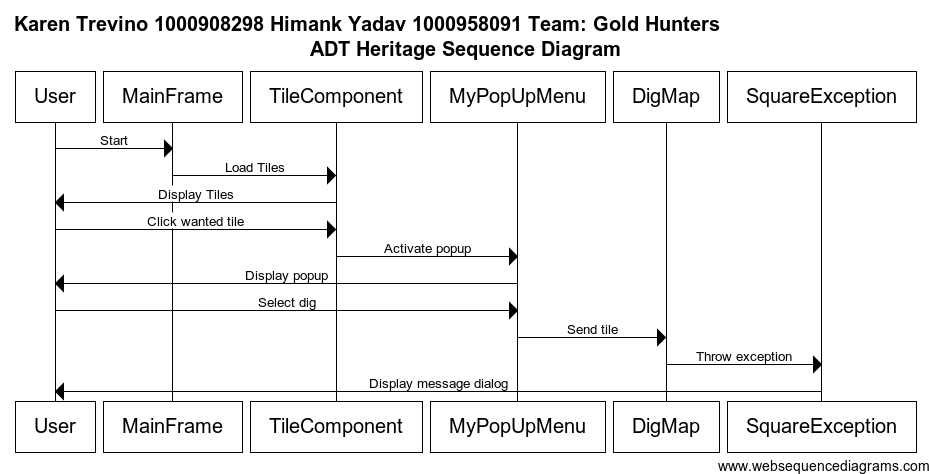 Karen Trevino 1000908298 Himank Yadav 1000958091 Team: Gold Hunters
ADT Heritage Sequence Diagram
User MainFrame TileComponent MyPopUpMenu DigMap SquareException
Start
Load Tiles
Display Tiles
Click wanted tile
Activate popup
Display popup
Select dig
Send tile
Throw exception
Display message dialog
User MainFrame TileComponent MyPopUpMenu DigMap SquareException
www.websequencediagrams.com